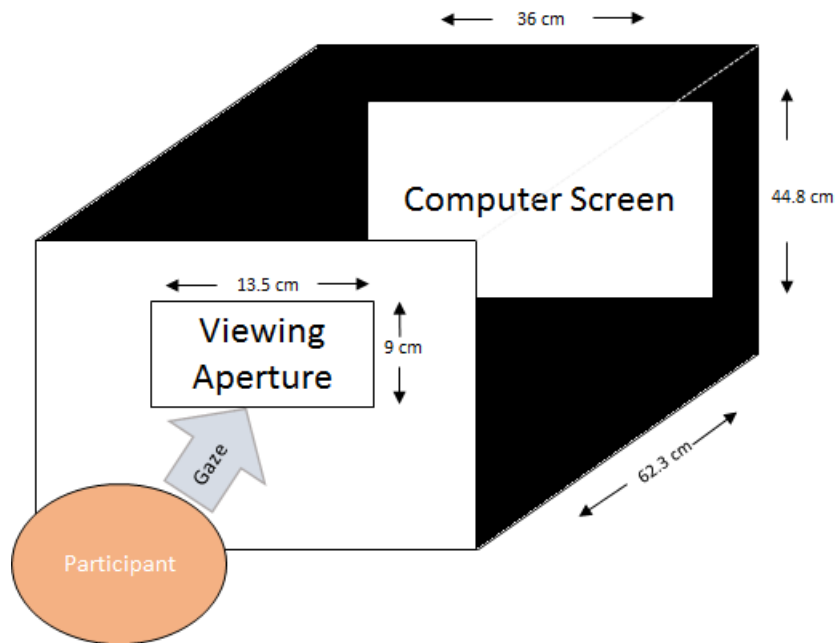 36 cm
Computer Screen
44.8 cm
13.5 cm
Viewing
Aperture
9 cm
Gaze
62.3 cm
Participant